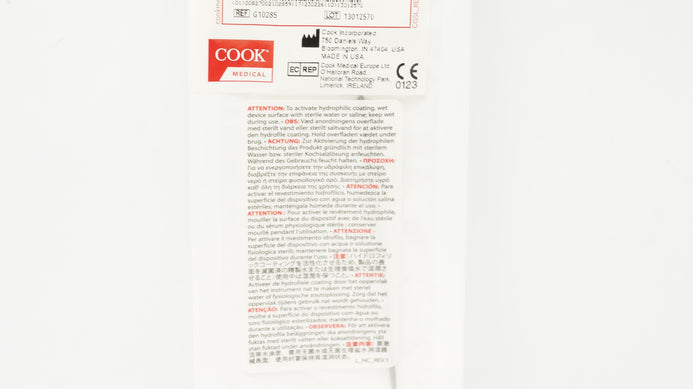 REF G10285 LOT 13012570
Cook Incorporated
750 Daniels Way
Bloomington, IN 47404, USA
MADE IN USA
COOK
MEDICAL
EC REP
Cook Medical Europe Ltd
O'Halloran Road,
National Technology Park,
Limerick, IRELAND
CE
0123
ATTENTION: To activate hydrophilic coating, wet
device surface with sterile water or saline; keep wet
during use. • OBS: Væd anordningens overflade
med sterilt vand eller sterilt saltvand for at aktivere
den hydrofile coating. Hold overfladen vædet under
brug. • ACHTUNG: Zur Aktivierung der hydrophilen
Beschichtung das Produkt gründlich mit sterilem
Wasser bzw. steriler Kochsalzlösung anfeuchten.
Während des Gebrauchs feucht halten. • ΠΡΟΣΟΧΗ:
Για να ενεργοποιήσετε την υδρόφιλη επικάλυψη,
διαβρέξτε την επιφάνεια της συσκευής με στείρο
νερό ή στείρο φυσιολογικό ορό. Διατηρήστε υγρό
καθ' όλη τη διάρκεια της χρήσης. • ATENCIÓN: Para
activar el revestimiento hidrofílico, humedezca la
superficie del dispositivo con agua o solución salina
estériles; manténgala húmeda durante el uso. •
ATTENTION : Pour activer le revêtement hydrophile,
mouiller la surface du dispositif avec de l'eau stérile
ou du sérum physiologique stérile ; conserver
mouillé pendant l'utilisation. • ATTENZIONE -
Per attivare il rivestimento idrofilo, bagnare la
superficie del dispositivo con acqua o soluzione
fisiologica sterili; mantenere bagnata la superficie
del dispositivo durante l'uso. • 注意: ハイドロフィリ
ックコーティングを活性化させるため、製品の表
面を滅菌済の精製水または生理食塩水で湿潤さ
せること; 使用中は湿潤を保つこと。 • ATTENTIE:
Activeer de hydrofiele coating door het oppervlak
van het instrument nat te maken met steriel
water of fysiologische zoutoplossing. Zorg dat het
oppervlak tijdens gebruik nat wordt gehouden. •
ATENÇÃO: Para activar o revestimento hidrófilo,
molhe a superfície do dispositivo com água ou
soro fisiológico esterilizados; mantenha-o molhado
durante a utilização. • OBSERVERA: För att aktivera
den hydrofila beläggningen ska anordningens yta
fuktas med sterilt vatten eller koksaltlösning. Håll
ytan fuktad under användningen. • 注意内容: 要激
活亲水涂层，需用无菌水或无菌生理盐水润湿器
械表面；使用时要保持其湿润状态。
L_HC_REV1